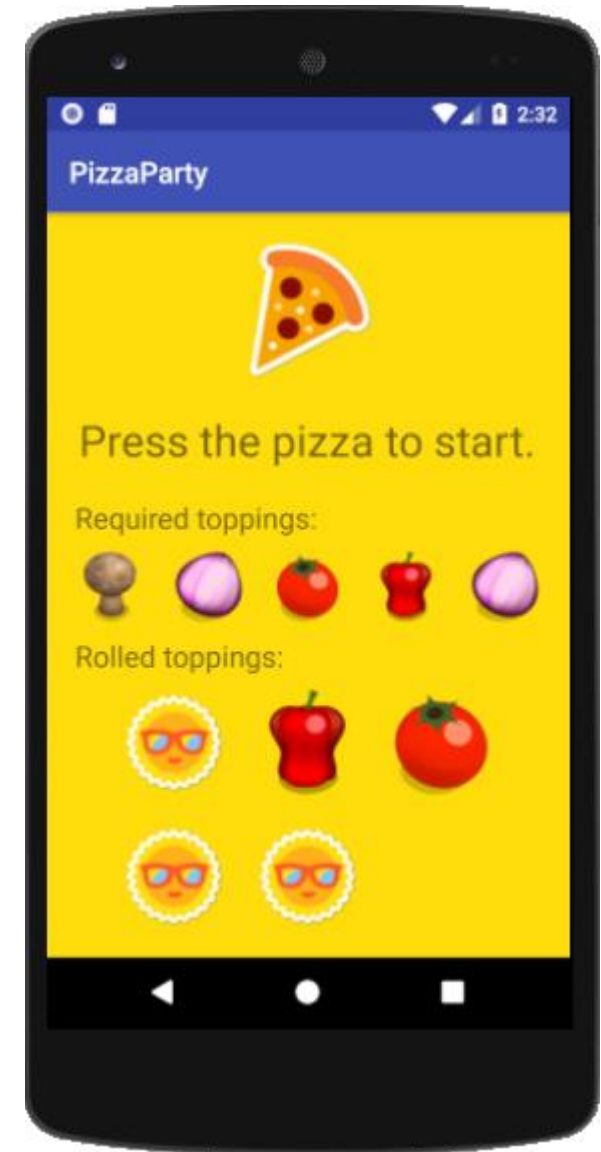 2:32
PizzaParty
Press the pizza to start.
Required toppings:
Rolled toppings: